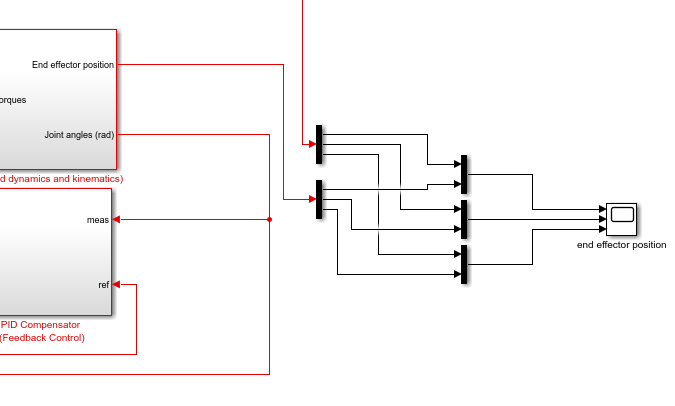 End effector position
orques
Joint angles (rad)
d dynamics and kinematics)
meas
ref
PID Compensator
(Feedback Control)
end effector position